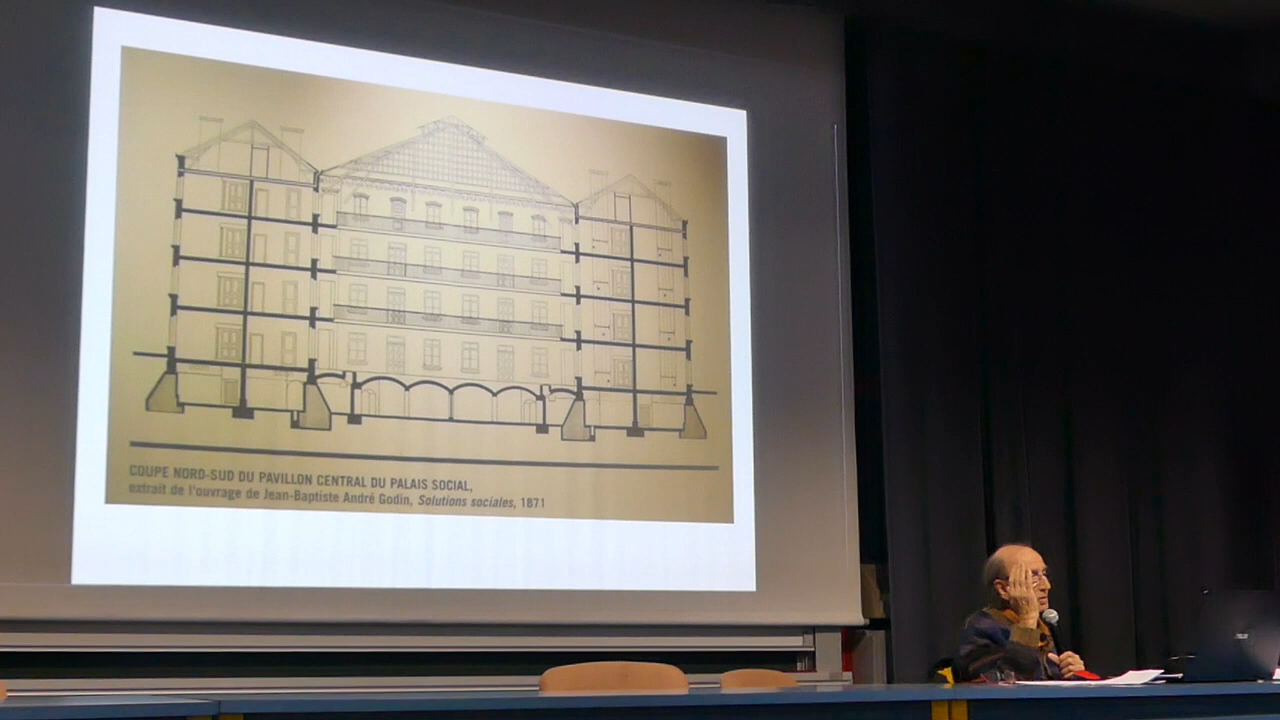 COUPE NORD-SUD DU PAVILLON CENTRAL DU PALAIS SOCIAL,
extrait de l'ouvrage de Jean-Baptiste André Godin, Solutions sociales, 1871